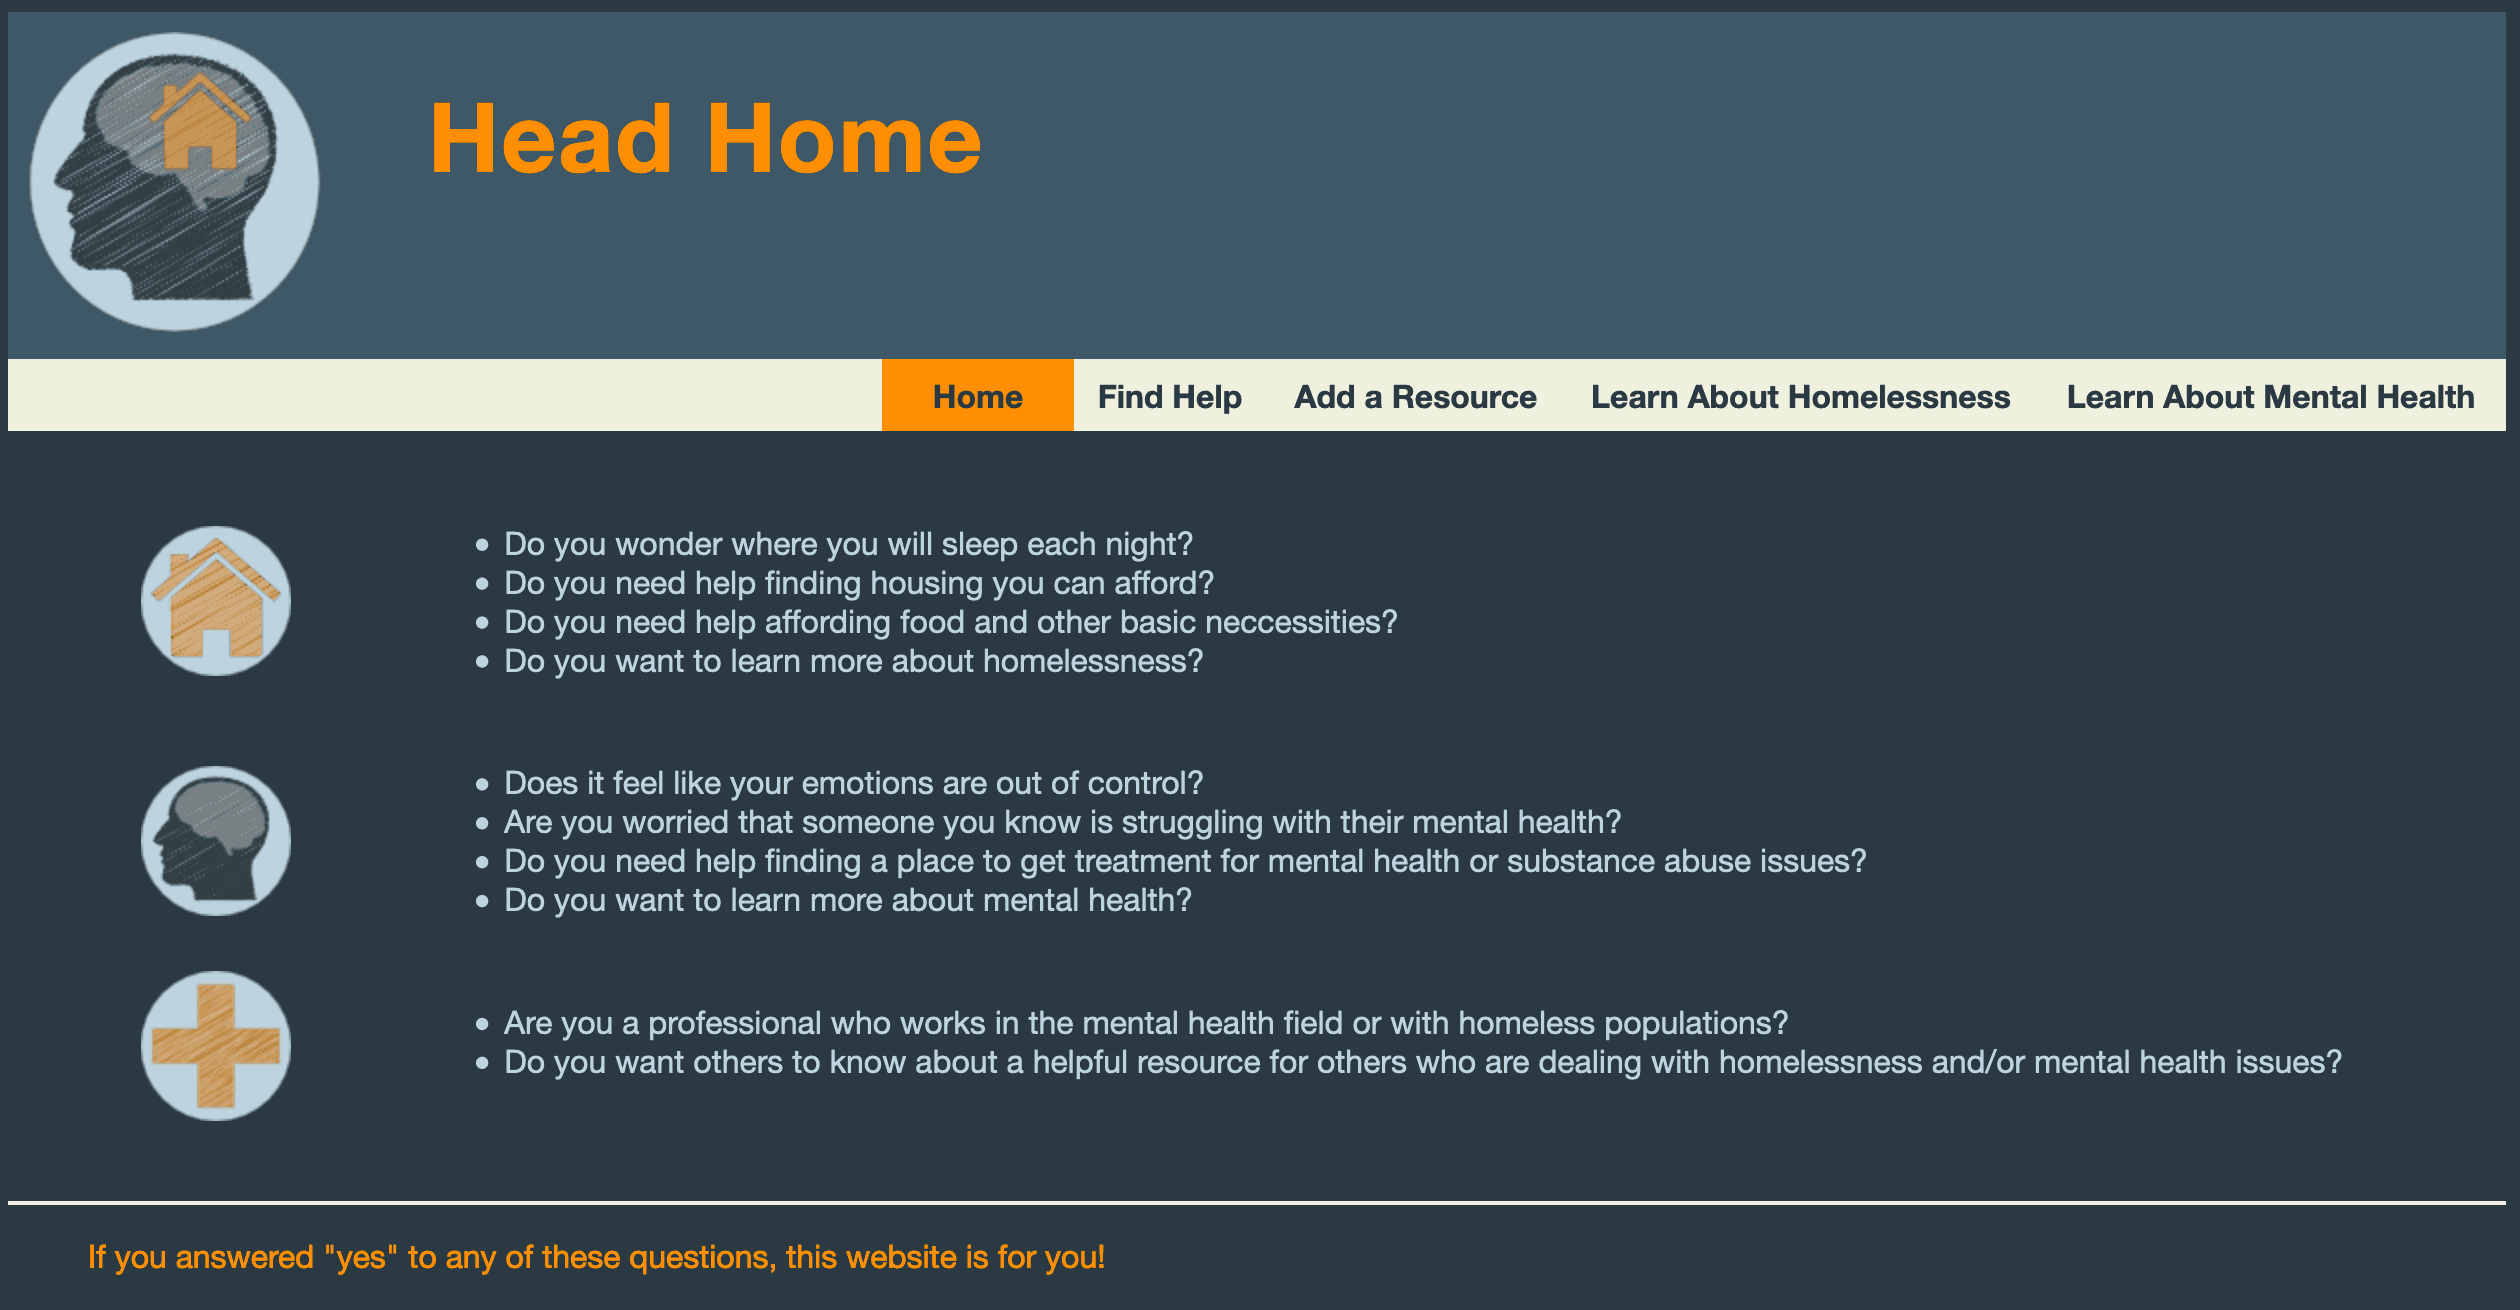 Head Home
Home Find Help Add a Resource Learn About Homelessness Learn About Mental Health
• Do you wonder where you will sleep each night?
• Do you need help finding housing you can afford?
• Do you need help affording food and other basic neccessities?
• Do you want to learn more about homelessness?
• Does it feel like your emotions are out of control?
• Are you worried that someone you know is struggling with their mental health?
• Do you need help finding a place to get treatment for mental health or substance abuse issues?
• Do you want to learn more about mental health?
• Are you a professional who works in the mental health field or with homeless populations?
• Do you want others to know about a helpful resource for others who are dealing with homelessness and/or mental health issues?
If you answered "yes" to any of these questions, this website is for you!